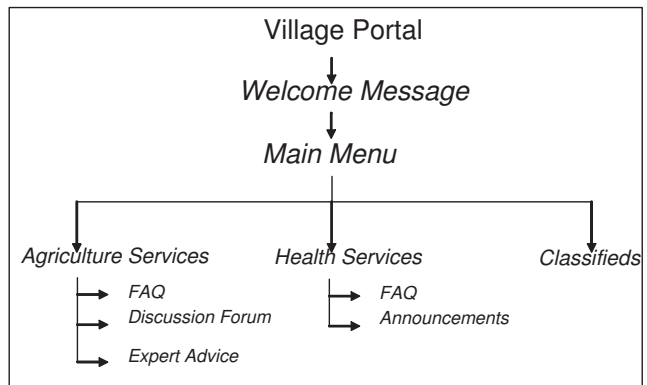 Village Portal
Welcome Message
Main Menu
Agriculture Services Health Services Classifieds
FAQ FAQ
Discussion Forum Announcements
Expert Advice